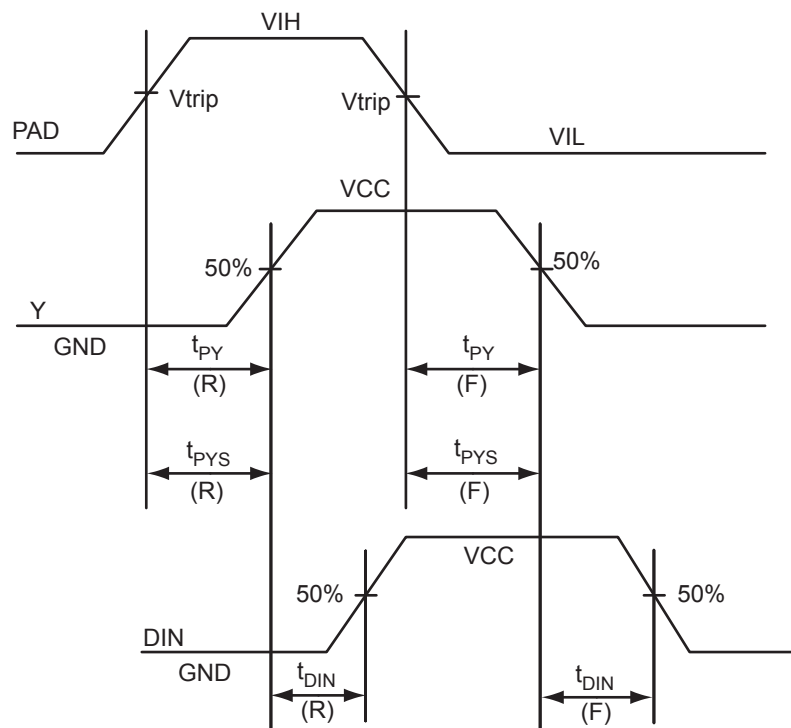 VIH
Vtrip
Vtrip
PAD
VIL
VCC
50%
50%
Y
GND
tPY
(R)
tPY
(F)
tPYS
(R)
tPYS
(F)
VCC
50%
50%
DIN
GND
tDIN
(R)
tDIN
(F)